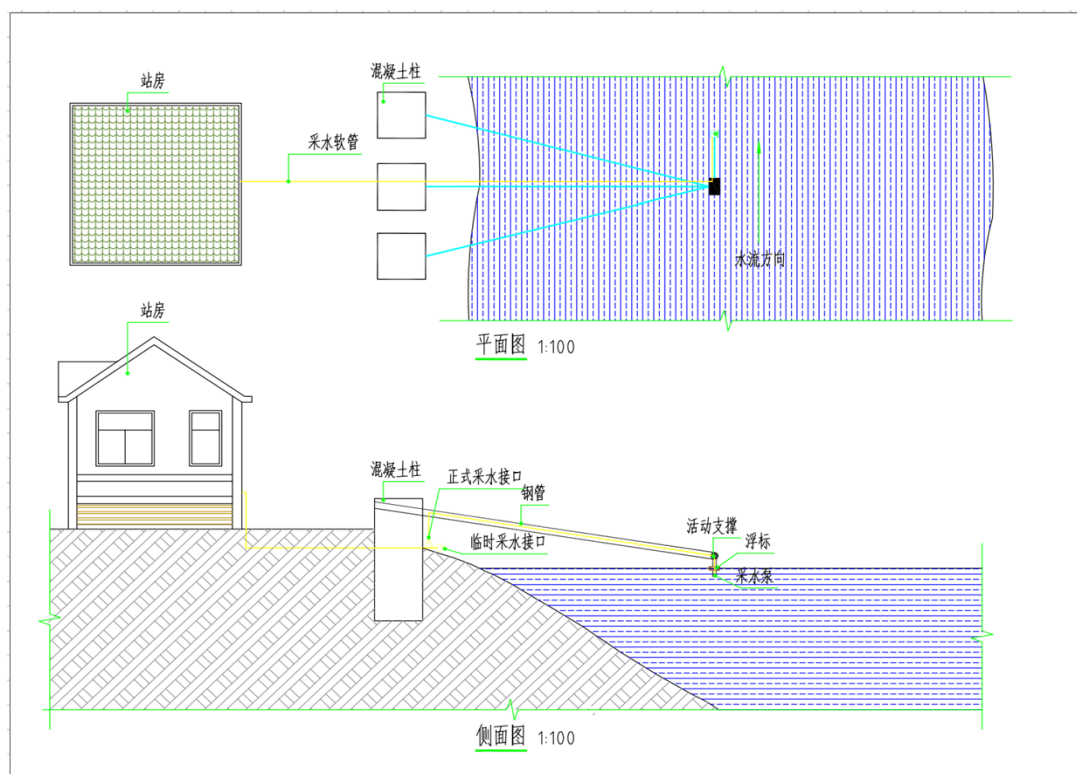 站房
混凝土柱
采水软管
水流方向
平面图 1:100
站房
混凝土柱
正式采水接口
钢管
临时采水接口
活动支撑
浮标
采水泵
侧面图 1:100